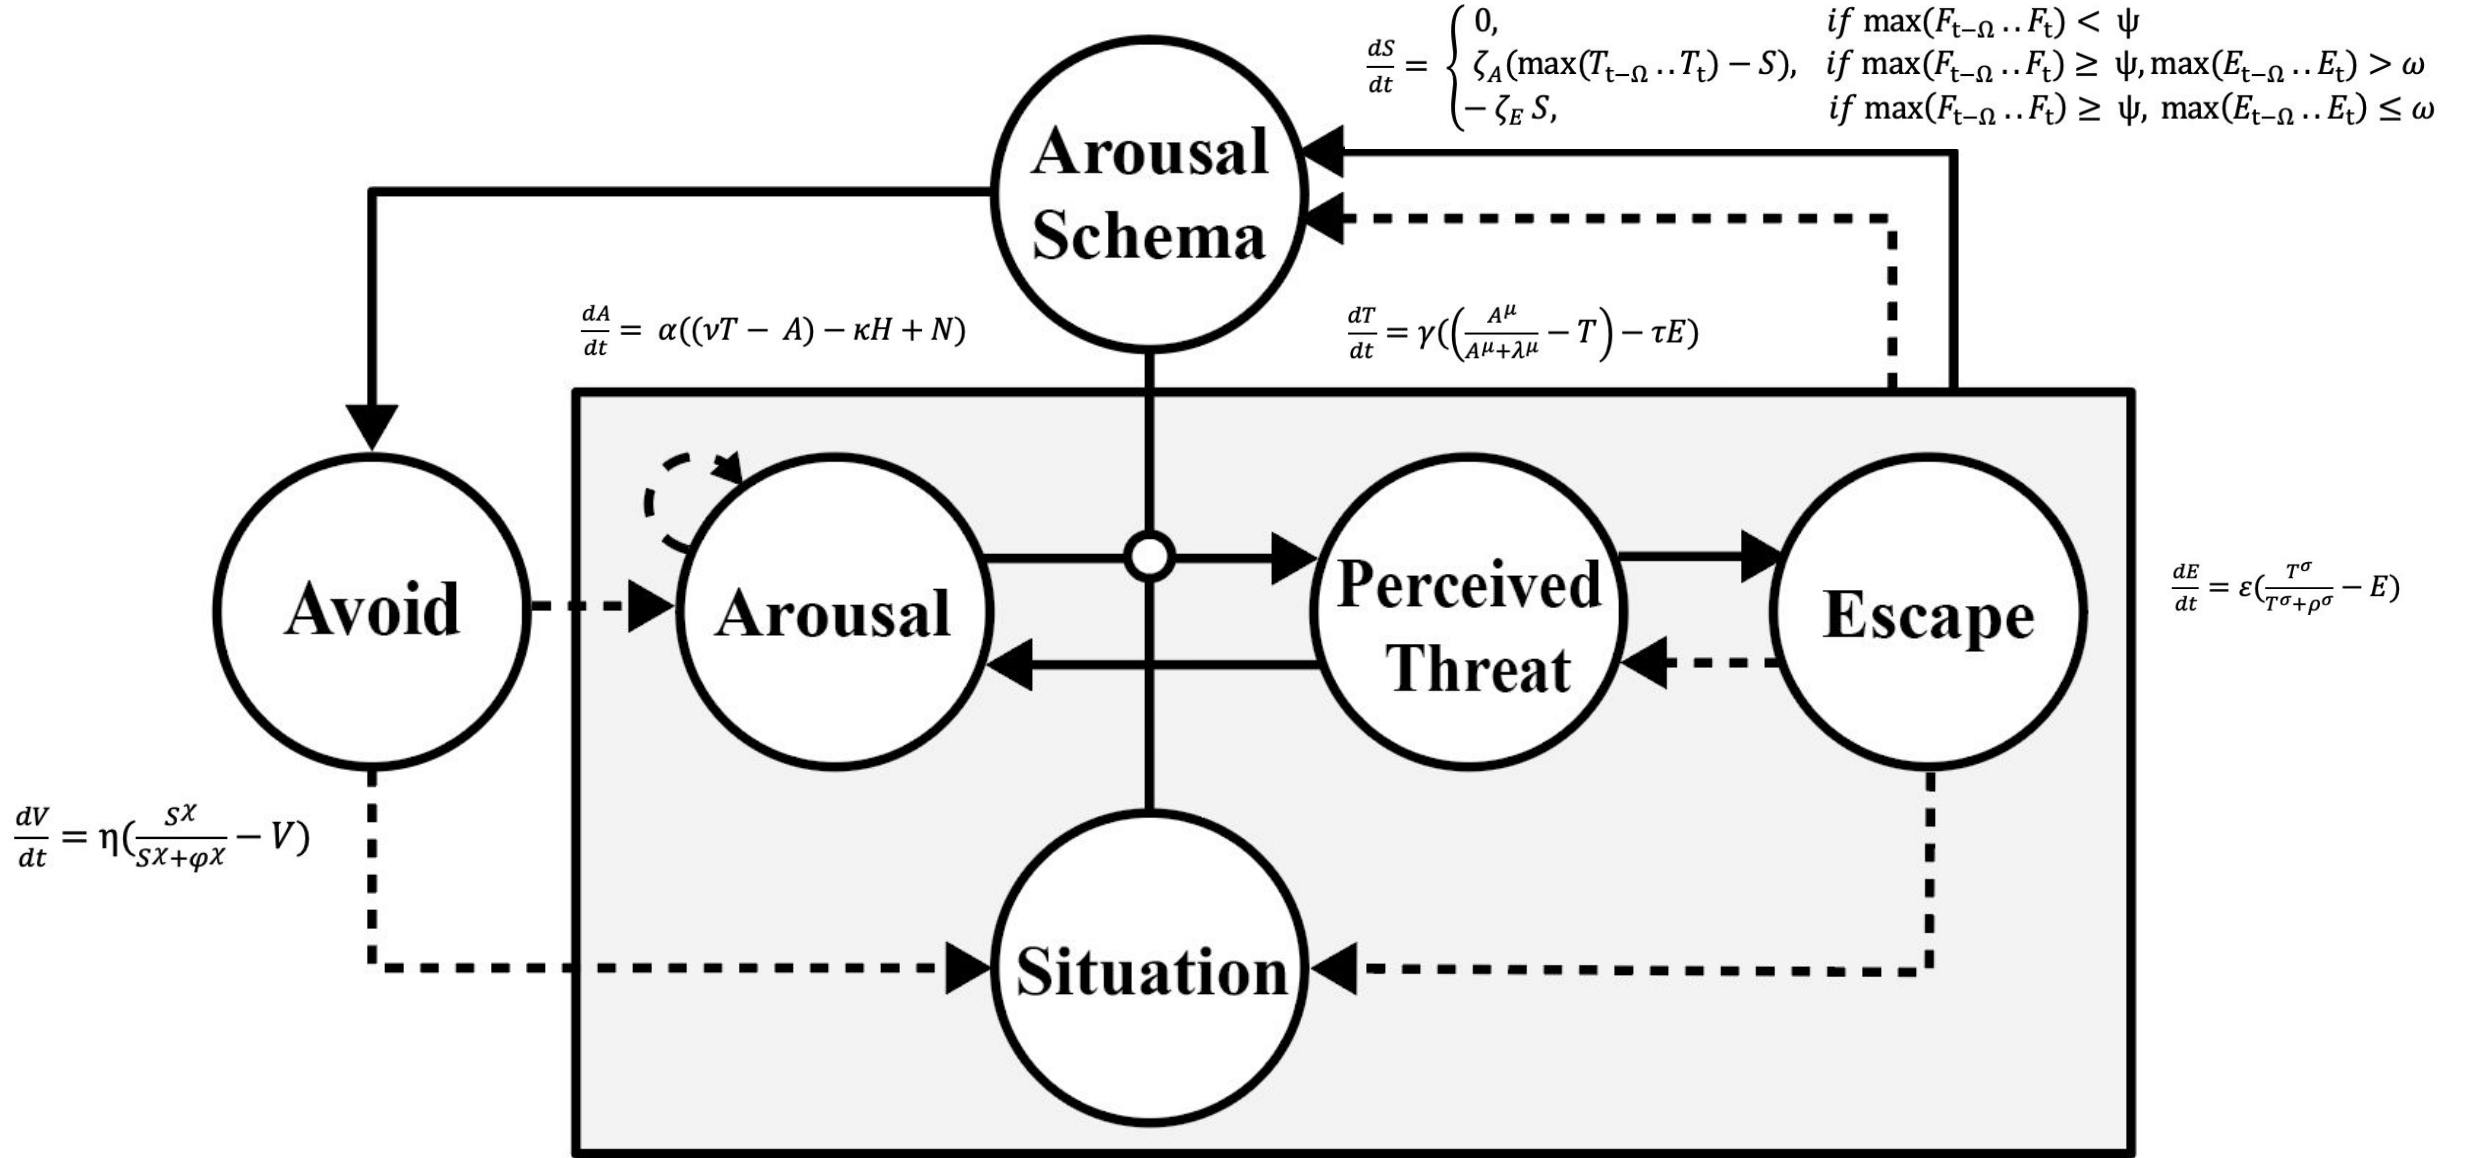 dS/dt = { 0, if max(F_{t−Ω} .. F_t) < ψ
ζ_A(max(T_{t−Ω} .. T_t) − S), if max(F_{t−Ω} .. F_t) ≥ ψ, max(E_{t−Ω} .. E_t) > ω
− ζ_E S, if max(F_{t−Ω} .. F_t) ≥ ψ, max(E_{t−Ω} .. E_t) ≤ ω
Arousal
Schema
dA/dt = α((νT − A) − κH + N)
dT/dt = γ((A^μ/(A^μ+λ^μ) − T) − τE)
Avoid
Arousal
Perceived
Threat
Escape
dE/dt = ε(T^σ/(T^σ+ρ^σ) − E)
dV/dt = η(S^χ/(S^χ+φ^χ) − V)
Situation